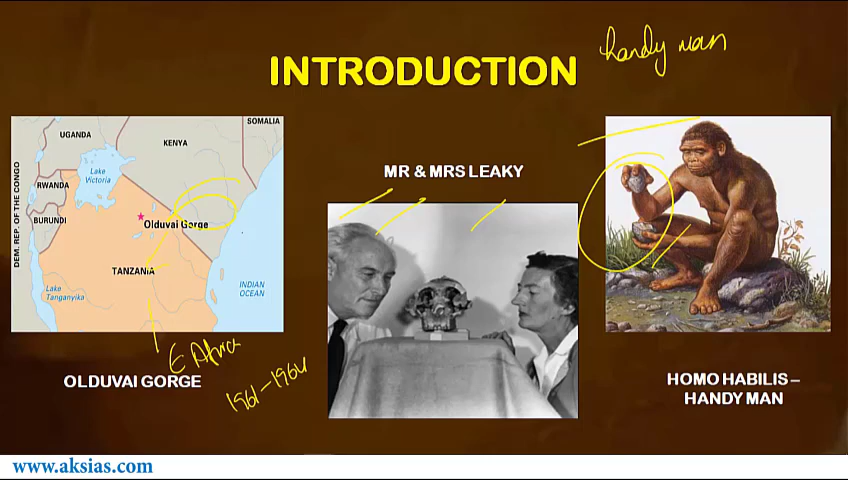 handy man
INTRODUCTION
SOMALIA
UGANDA
KENYA
MR & MRS LEAKY
DEM. REP. OF THE CONGO
Lake
Victoria
RWANDA
BURUNDI
Olduvai Gorge
TANZANIA
Lake
Tanganyika
INDIAN
OCEAN
E Africa
1961-1964
OLDUVAI GORGE
HOMO HABILIS –
HANDY MAN
www.aksias.com